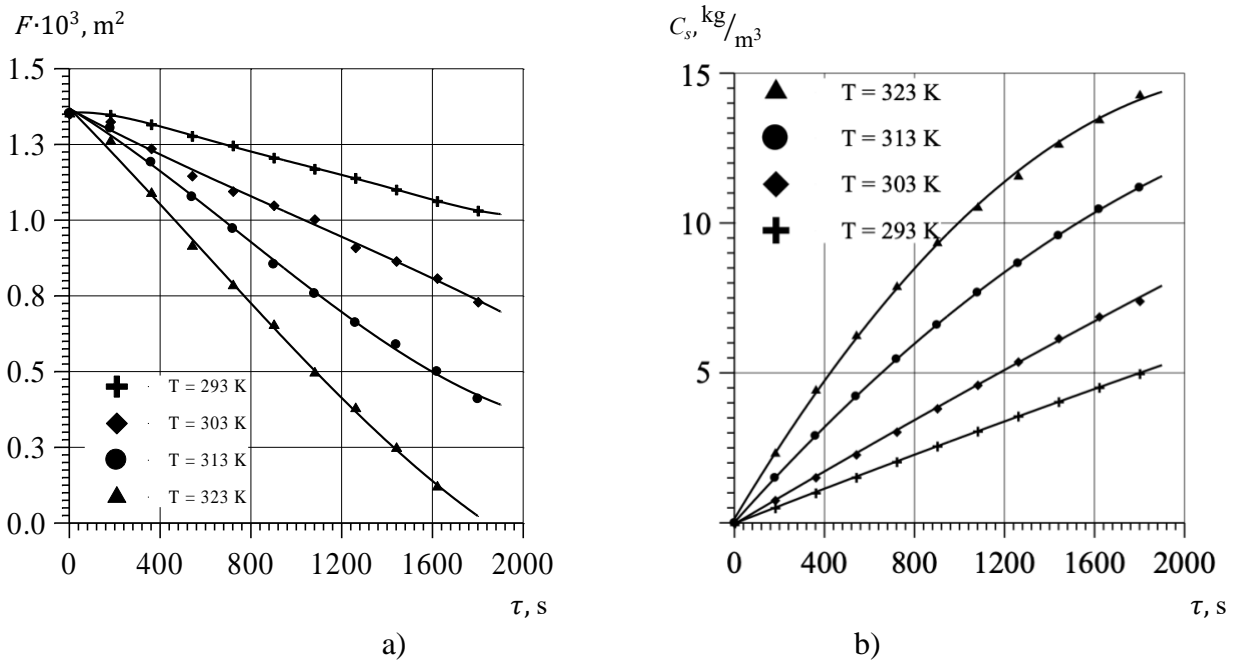 F·10³, m²
1.5
1.3
1.0
0.8
0.5
0.3
0.0
0 400 800 1200 1600 2000
τ, s
T = 293 K
T = 303 K
T = 313 K
T = 323 K
a)
Cₛ, kg/m³
15
10
5
0 400 800 1200 1600 2000
τ, s
T = 323 K
T = 313 K
T = 303 K
T = 293 K
b)